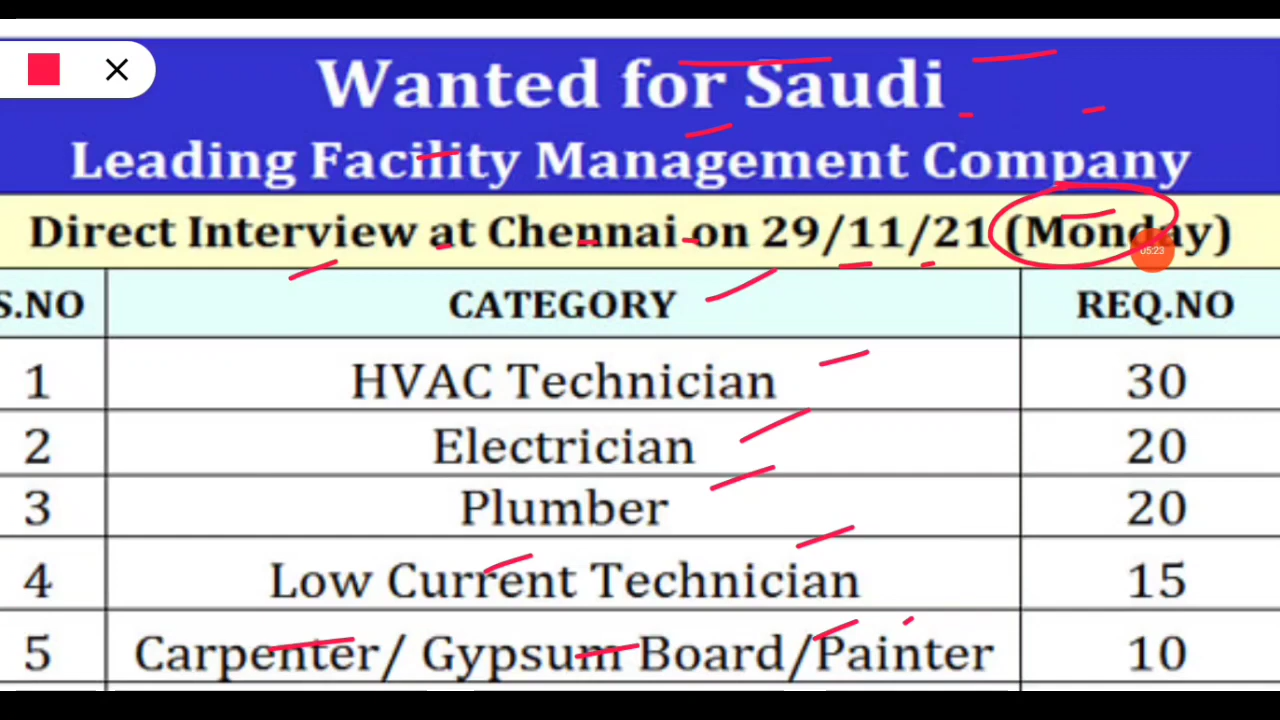 Wanted for Saudi
Leading Facility Management Company
Direct Interview at Chennai on 29/11/21 (Monday)
05:23
S.NO CATEGORY REQ.NO
1 HVAC Technician 30
2 Electrician 20
3 Plumber 20
4 Low Current Technician 15
5 Carpenter/ Gypsum Board/Painter 10